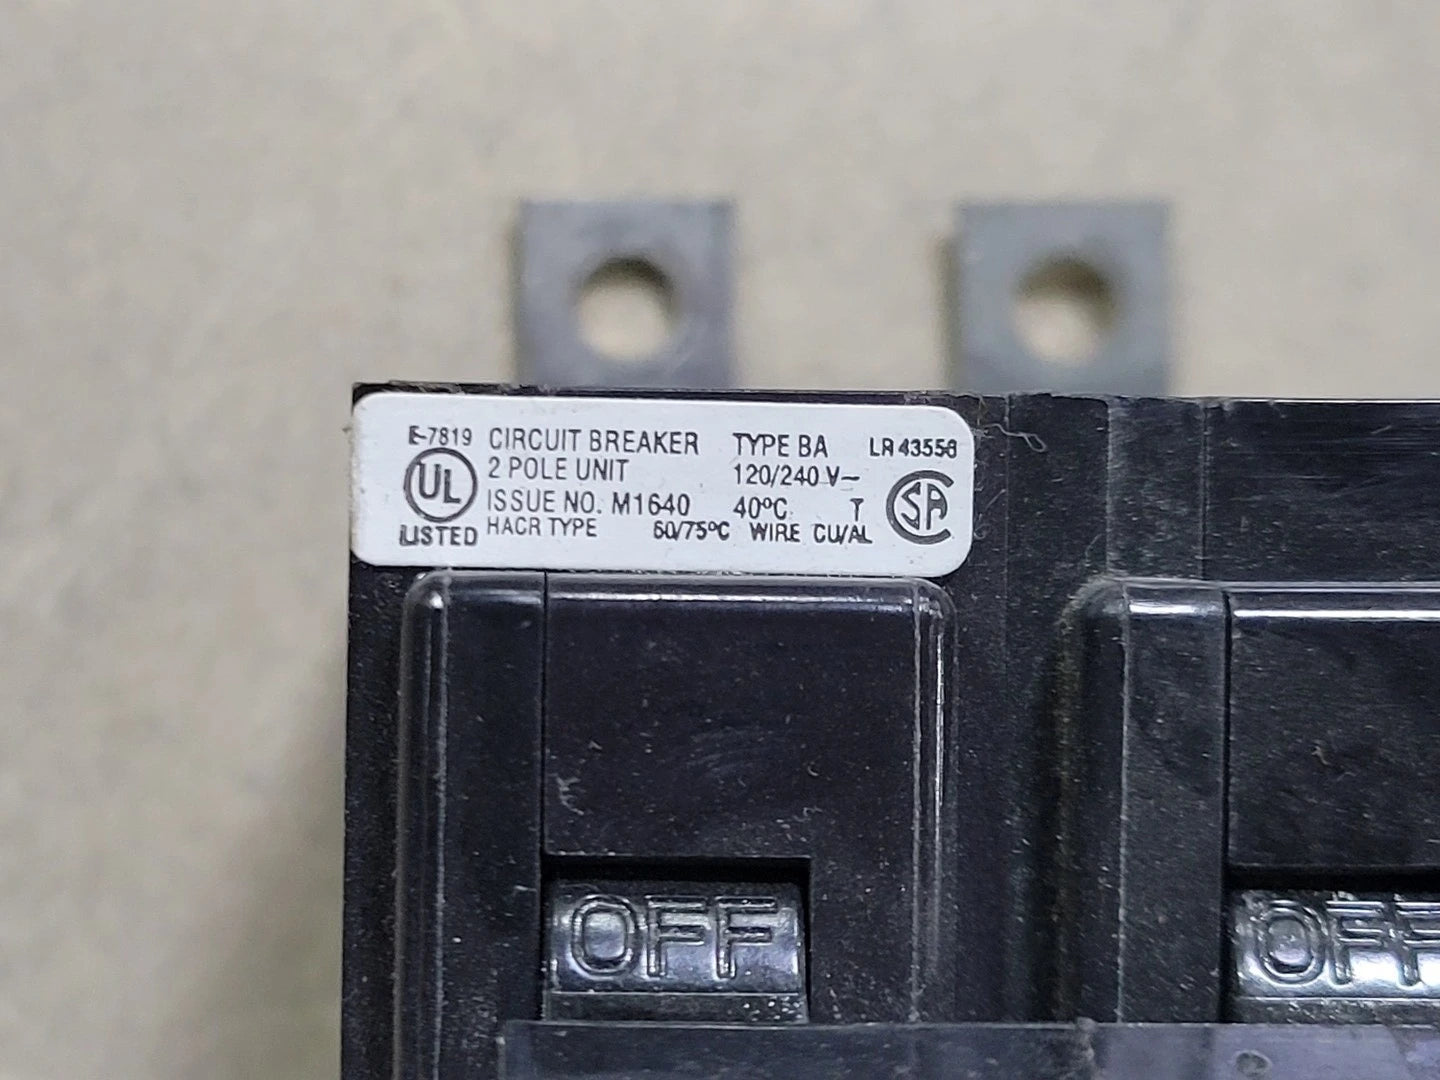 E-7819 CIRCUIT BREAKER TYPE BA LR 43556
UL 2 POLE UNIT 120/240 V~
ISSUE NO. M1640 40°C T SA
LISTED HACR TYPE 60/75°C WIRE CU/AL
OFF OFF